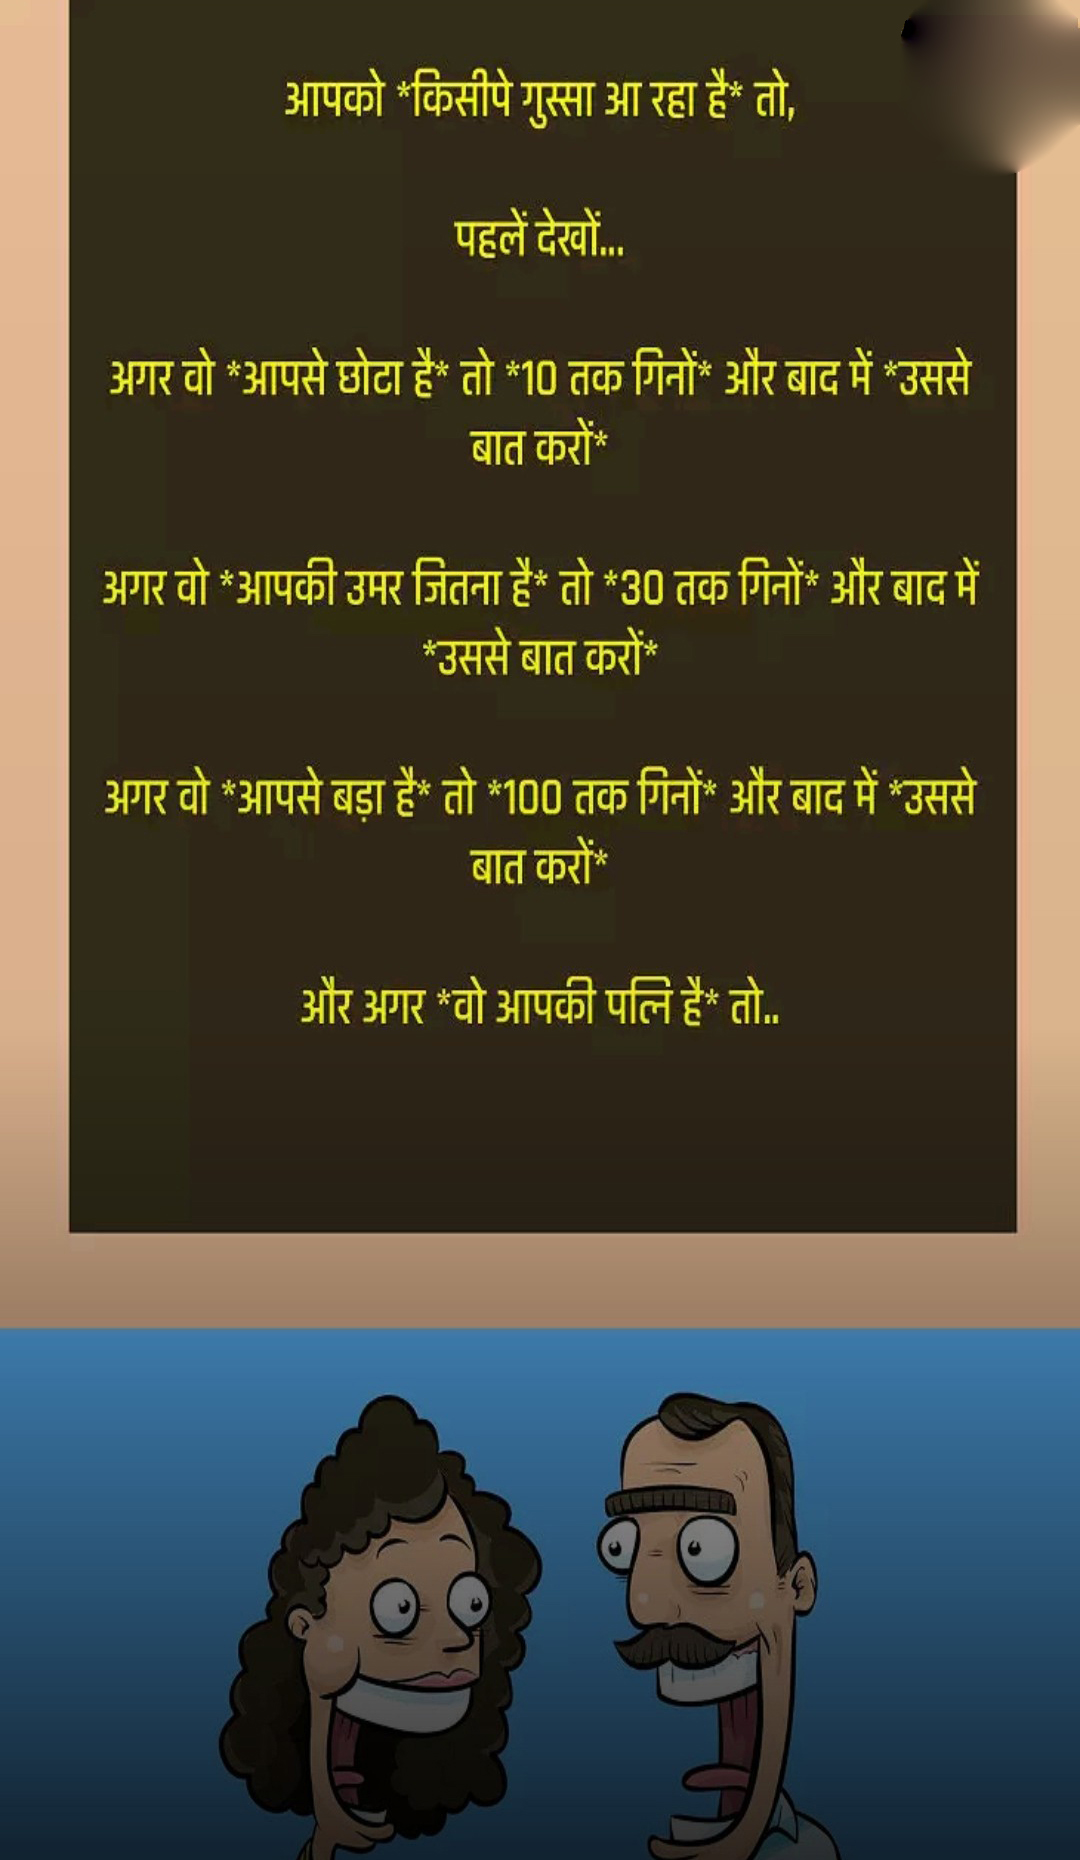 आपको *किसीपे गुस्सा आ रहा है* तो,
पहलें देखों...
अगर वो *आपसे छोटा है* तो *10 तक गिनों* और बाद में *उससे
बात करों*
अगर वो *आपकी उमर जितना है* तो *30 तक गिनों* और बाद में
*उससे बात करों*
अगर वो *आपसे बड़ा है* तो *100 तक गिनों* और बाद में *उससे
बात करों*
और अगर *वो आपकी पत्नि है* तो..